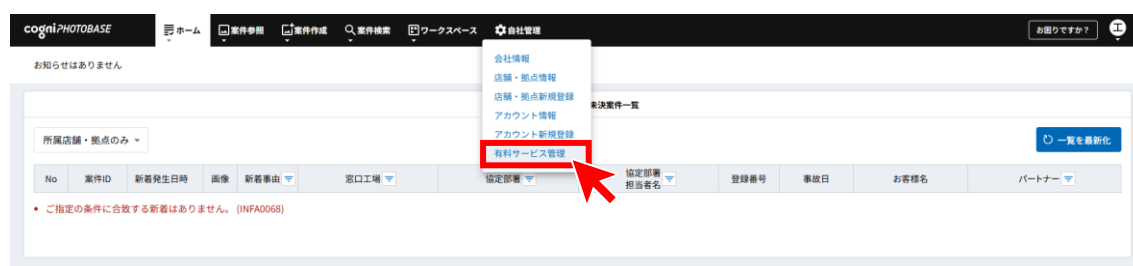 cogni PHOTOBASE ホーム 案件参照 案件作成 案件検索 ワークスペース 自社管理 お困りですか? エ
お知らせはありません
会社情報
店舗・拠点情報
店舗・拠点新規登録
アカウント情報
アカウント新規登録
有料サービス管理
未決案件一覧
所属店舗・拠点のみ 一覧を最新化
No 案件ID 新着発生日時 画像 新着事由 窓口工場 協定部署 協定部署 登録番号 事故日 お客様名 パートナー
担当者名
• ご指定の条件に合致する新着はありません。 (INFA0068)